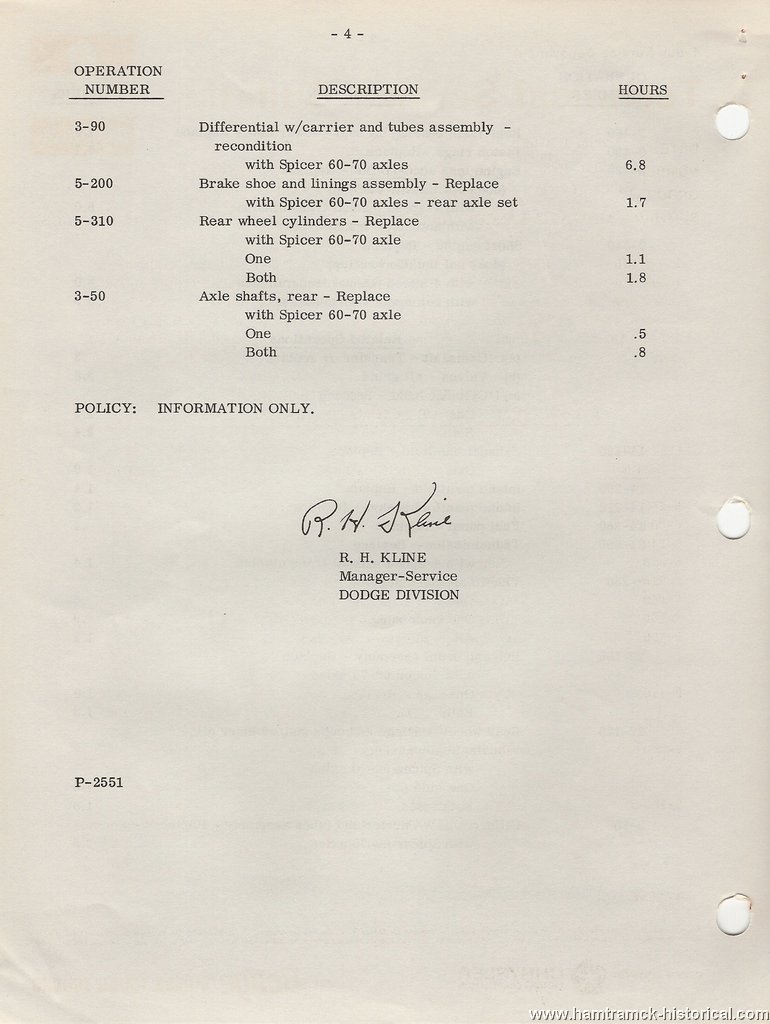 - 4 -
OPERATION
NUMBER DESCRIPTION HOURS
3-90 Differential w/carrier and tubes assembly -
recondition
with Spicer 60-70 axles 6.8
5-200 Brake shoe and linings assembly - Replace
with Spicer 60-70 axles - rear axle set 1.7
5-310 Rear wheel cylinders - Replace
with Spicer 60-70 axle
One 1.1
Both 1.8
3-50 Axle shafts, rear - Replace
with Spicer 60-70 axle
One .5
Both .8
POLICY: INFORMATION ONLY.
R. H. Kline
R. H. KLINE
Manager-Service
DODGE DIVISION
P-2551
www.hamtramck-historical.com